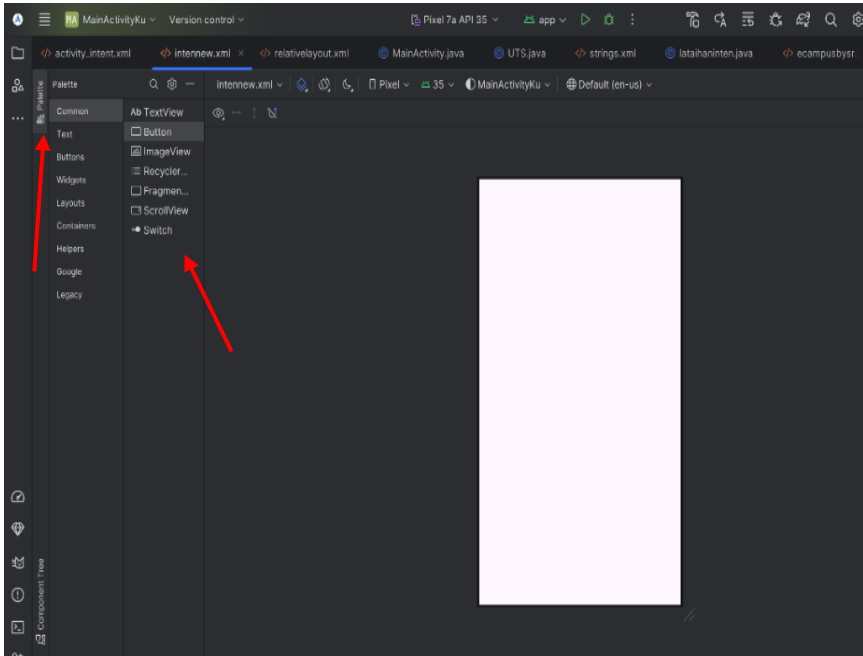 MA MainActivityKu Version control Pixel 7a API 35 app
activity_intent.xml intennew.xml relativelayout.xml MainActivity.java UTS.java strings.xml lataihaninten.java ecampusbysr
Palette Palette intennew.xml Pixel 35 MainActivityKu Default (en-us)
Common Ab TextView
Text Button
Buttons ImageView
Widgets Recycler...
Layouts Fragmen...
Containers ScrollView
Helpers Switch
Google
Legacy
Component Tree